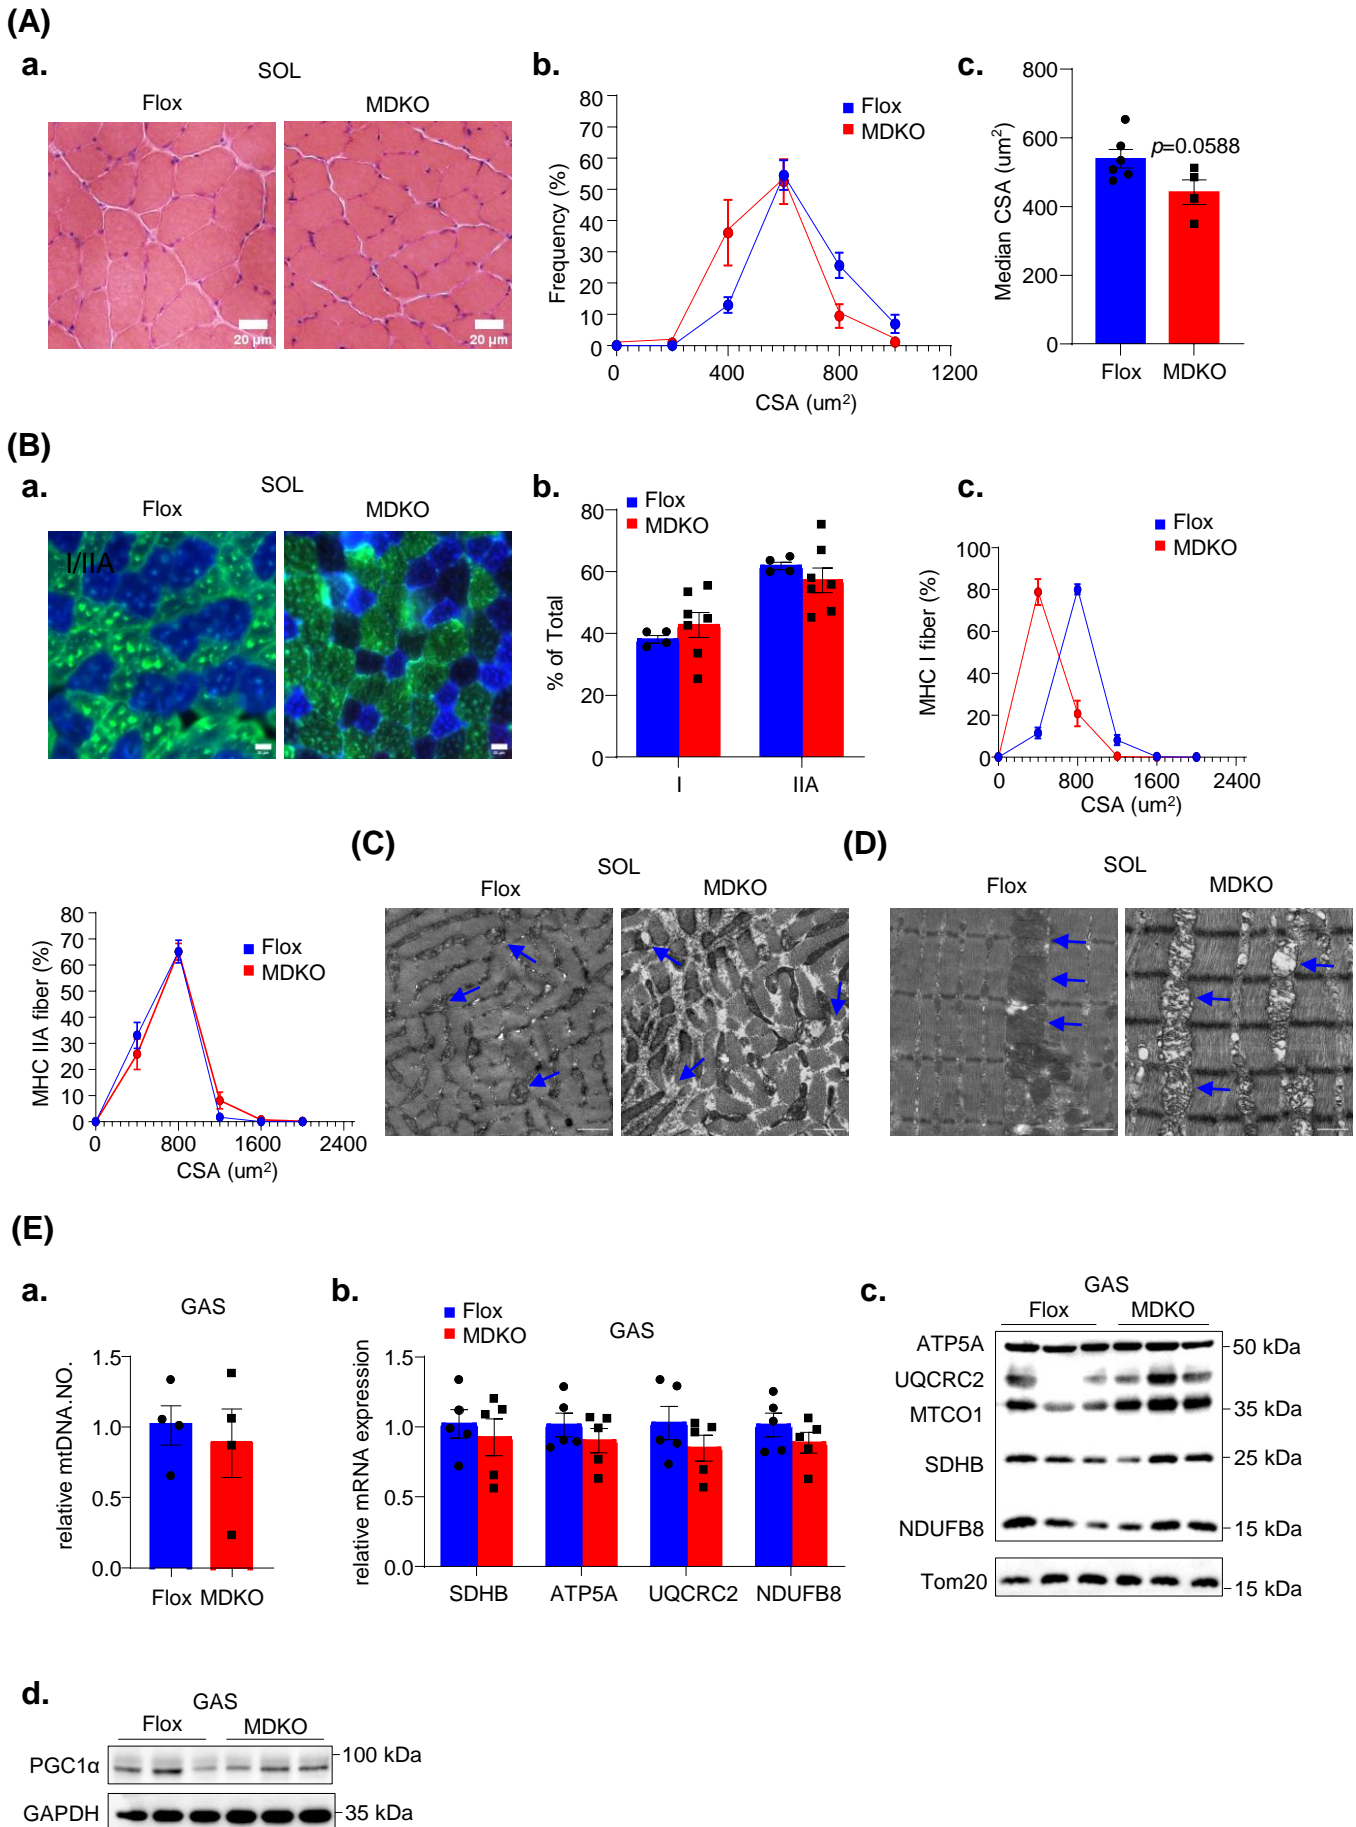 (A)
a.
SOL
Flox
MDKO
20 μm
20 μm
b.
Flox
MDKO
Frequency (%)
80
70
60
50
40
30
20
10
0
0
400
800
1200
CSA (um²)
c.
Median CSA (um²)
800
600
400
200
0
p=0.0588
Flox
MDKO
(B)
a.
SOL
Flox
MDKO
I/IIA
b.
Flox
MDKO
% of Total
80
60
40
20
0
I
IIA
c.
Flox
MDKO
MHC I fiber (%)
100
80
60
40
20
0
0
800
1600
2400
CSA (um²)
MHC IIA fiber (%)
80
70
60
50
40
30
20
10
0
Flox
MDKO
0
800
1600
2400
CSA (um²)
(C)
SOL
Flox
MDKO
(D)
SOL
Flox
MDKO
(E)
a.
GAS
relative mtDNA.NO.
1.5
1.0
0.5
0.0
Flox
MDKO
b.
Flox
MDKO
GAS
relative mRNA expression
1.5
1.0
0.5
0.0
SDHB
ATP5A
UQCRC2
NDUFB8
c.
GAS
Flox
MDKO
ATP5A
50 kDa
UQCRC2
MTCO1
35 kDa
SDHB
25 kDa
NDUFB8
15 kDa
Tom20
15 kDa
d.
GAS
Flox
MDKO
PGC1α
100 kDa
GAPDH
35 kDa